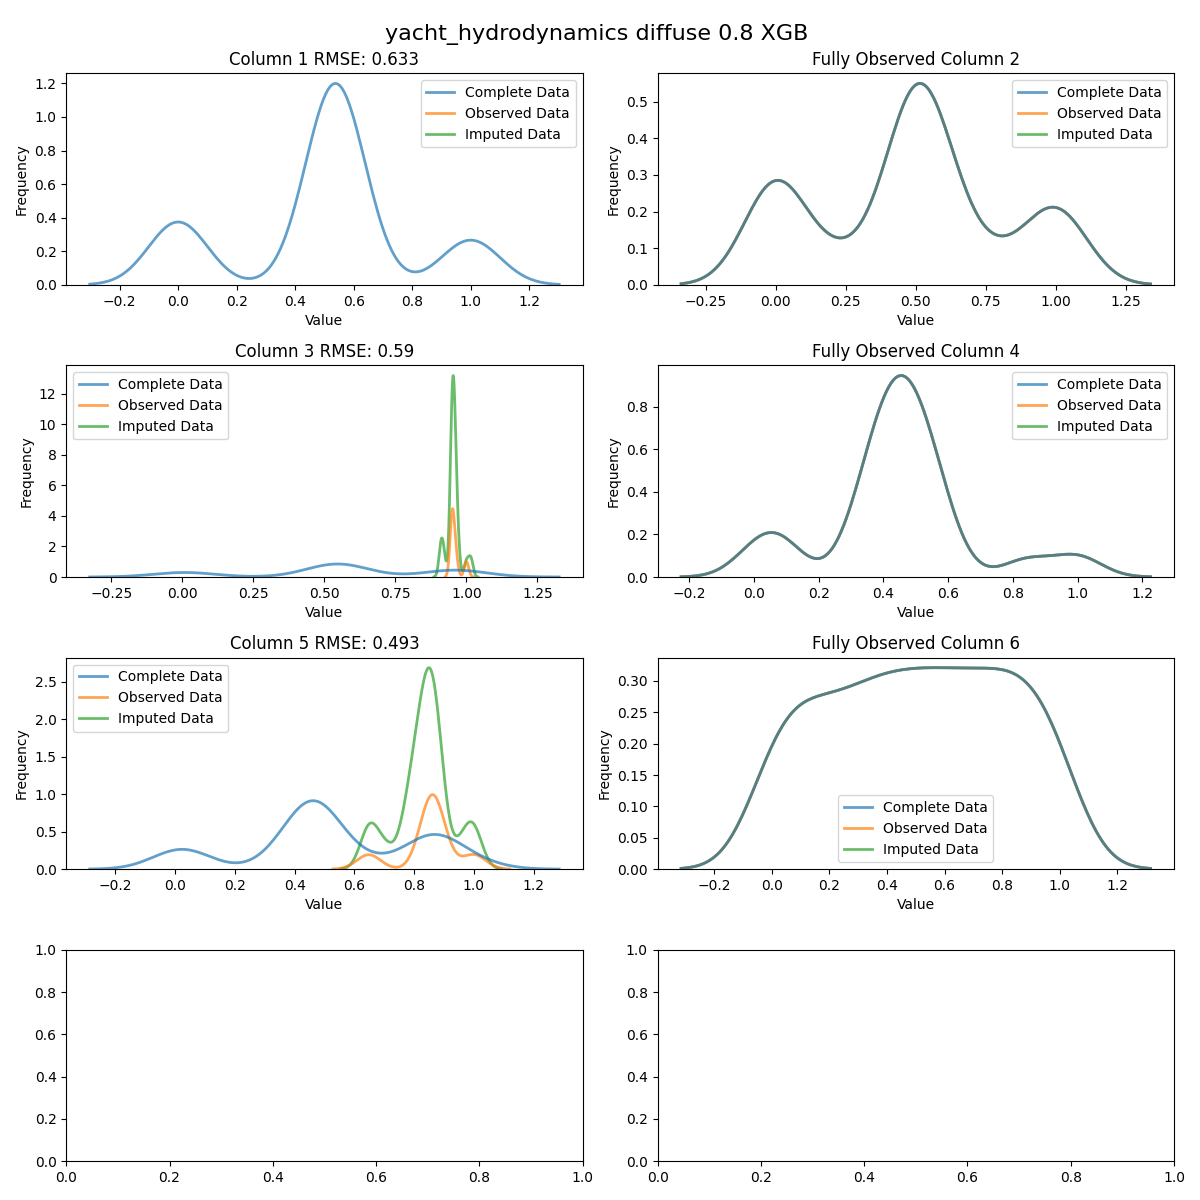 yacht_hydrodynamics diffuse 0.8 XGB
Column 1 RMSE: 0.633
1.2
1.0
0.8
0.6
0.4
0.2
0.0
Frequency
Complete Data
Observed Data
Imputed Data
−0.2 0.0 0.2 0.4 0.6 0.8 1.0 1.2
Value
Fully Observed Column 2
0.5
0.4
0.3
0.2
0.1
0.0
Frequency
Complete Data
Observed Data
Imputed Data
−0.25 0.00 0.25 0.50 0.75 1.00 1.25
Value
Column 3 RMSE: 0.59
12
10
8
6
4
2
0
Frequency
Complete Data
Observed Data
Imputed Data
−0.25 0.00 0.25 0.50 0.75 1.00 1.25
Value
Fully Observed Column 4
0.8
0.6
0.4
0.2
0.0
Frequency
Complete Data
Observed Data
Imputed Data
−0.2 0.0 0.2 0.4 0.6 0.8 1.0 1.2
Value
Column 5 RMSE: 0.493
2.5
2.0
1.5
1.0
0.5
0.0
Frequency
Complete Data
Observed Data
Imputed Data
−0.2 0.0 0.2 0.4 0.6 0.8 1.0 1.2
Value
Fully Observed Column 6
0.30
0.25
0.20
0.15
0.10
0.05
0.00
Frequency
Complete Data
Observed Data
Imputed Data
−0.2 0.0 0.2 0.4 0.6 0.8 1.0 1.2
Value
1.0
0.8
0.6
0.4
0.2
0.0
0.0 0.2 0.4 0.6 0.8 1.0
1.0
0.8
0.6
0.4
0.2
0.0
0.0 0.2 0.4 0.6 0.8 1.0